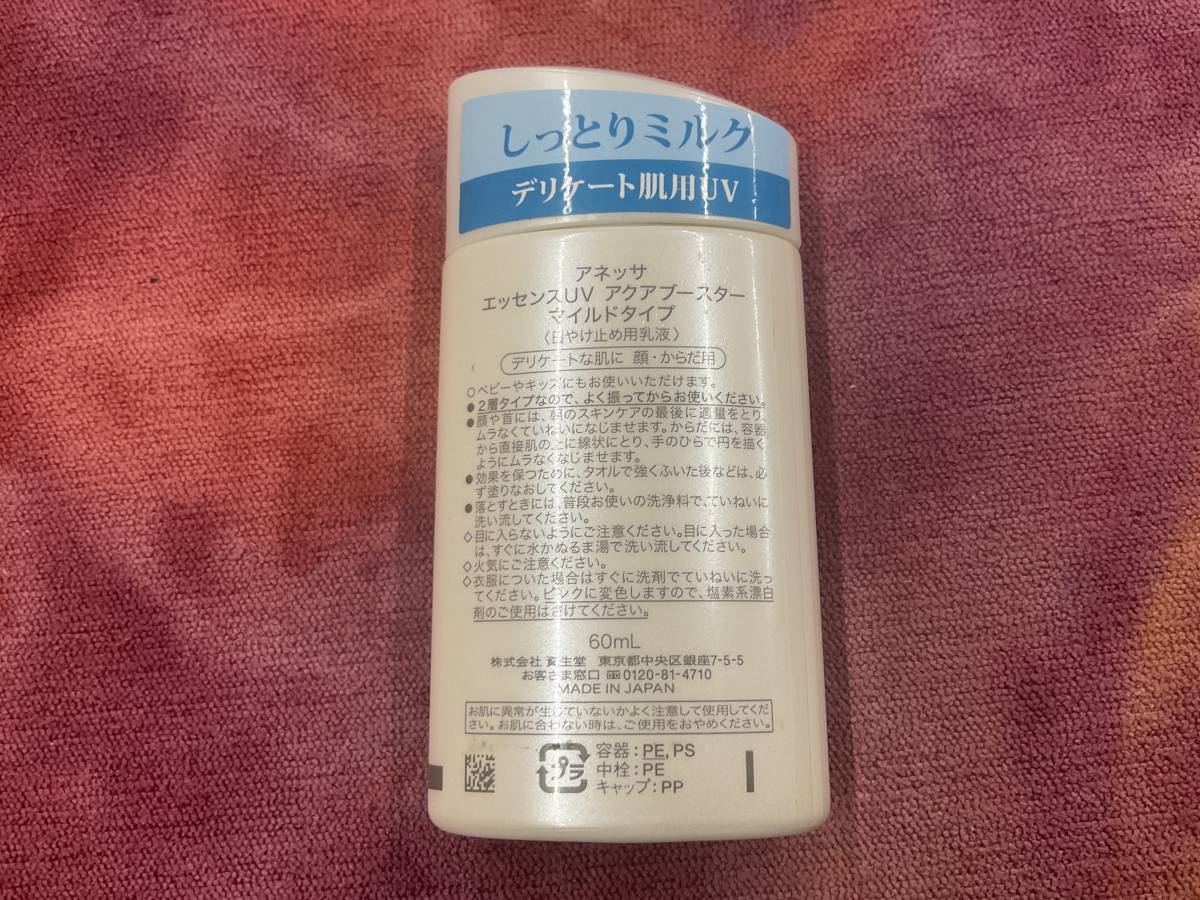 しっとりミルク
デリケート肌用UV
アネッサ
エッセンスUV アクアブースター
マイルドタイプ
〈日やけ止め用乳液〉
デリケートな肌に 顔・からだ用
○ベビーやキッズにもお使いいただけます。
●2層タイプなので、よく振ってからお使いください。
●顔や首には、朝のスキンケアの最後に適量をとり、
ムラなくていねいになじませます。からだには、容器
から直接肌の上に線状にとり、手のひらで円を描く
ようにムラなくなじませます。
●効果を保つために、タオルで強くふいた後などは、必
ず塗りなおしてください。
●落とすときには、普段お使いの洗浄料で、ていねいに
洗い流してください。
◇目に入らないようにご注意ください。目に入った場合
は、すぐに水かぬるま湯で洗い流してください。
◇火気にご注意ください。
◇衣服についた場合はすぐに洗剤でていねいに洗っ
てください。ピンクに変色しますので、塩素系漂白
剤のご使用はさけてください。
60mL
株式会社 資生堂 東京都中央区銀座7-5-5
お客さま窓口 0120-81-4710
MADE IN JAPAN
お肌に異常が生じていないかよく注意して使用してくだ
さい。お肌に合わない時は、ご使用をおやめください。
プラ
容器:PE,PS
中栓:PE
キャップ:PP